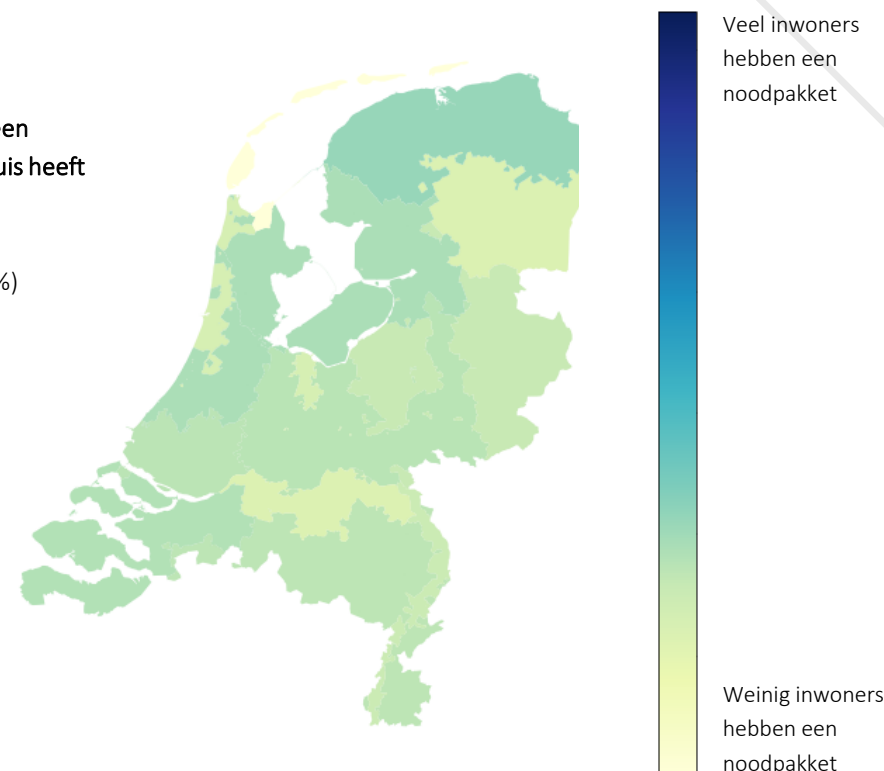 een
uis heeft
%)
Veel inwoners
hebben een
noodpakket
Weinig inwoners
hebben een
noodpakket